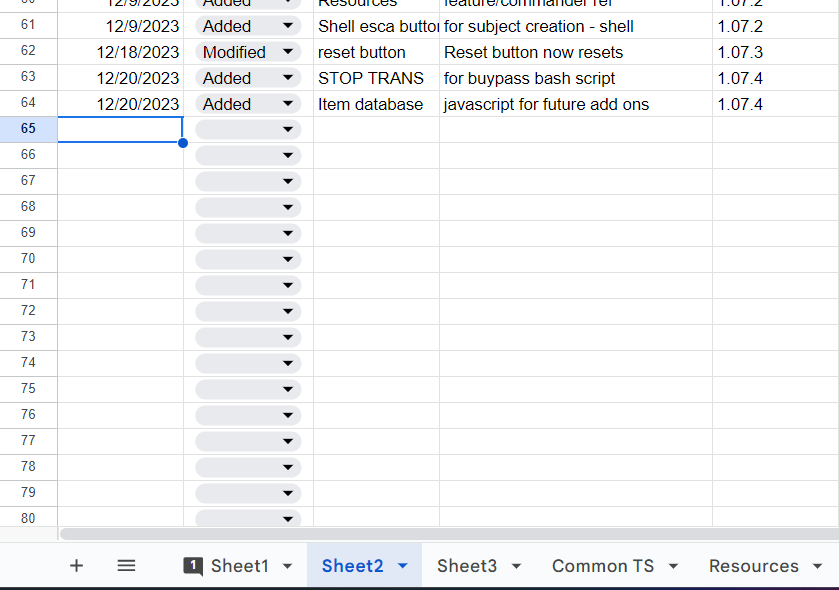 60 12/9/2023 Added Resources feature/commander ref 1.07.2
61 12/9/2023 Added Shell esca button for subject creation - shell 1.07.2
62 12/18/2023 Modified reset button Reset button now resets 1.07.3
63 12/20/2023 Added STOP TRANS for buypass bash script 1.07.4
64 12/20/2023 Added Item database javascript for future add ons 1.07.4
65
66
67
68
69
70
71
72
73
74
75
76
77
78
79
80
+ 1 Sheet1 Sheet2 Sheet3 Common TS Resources